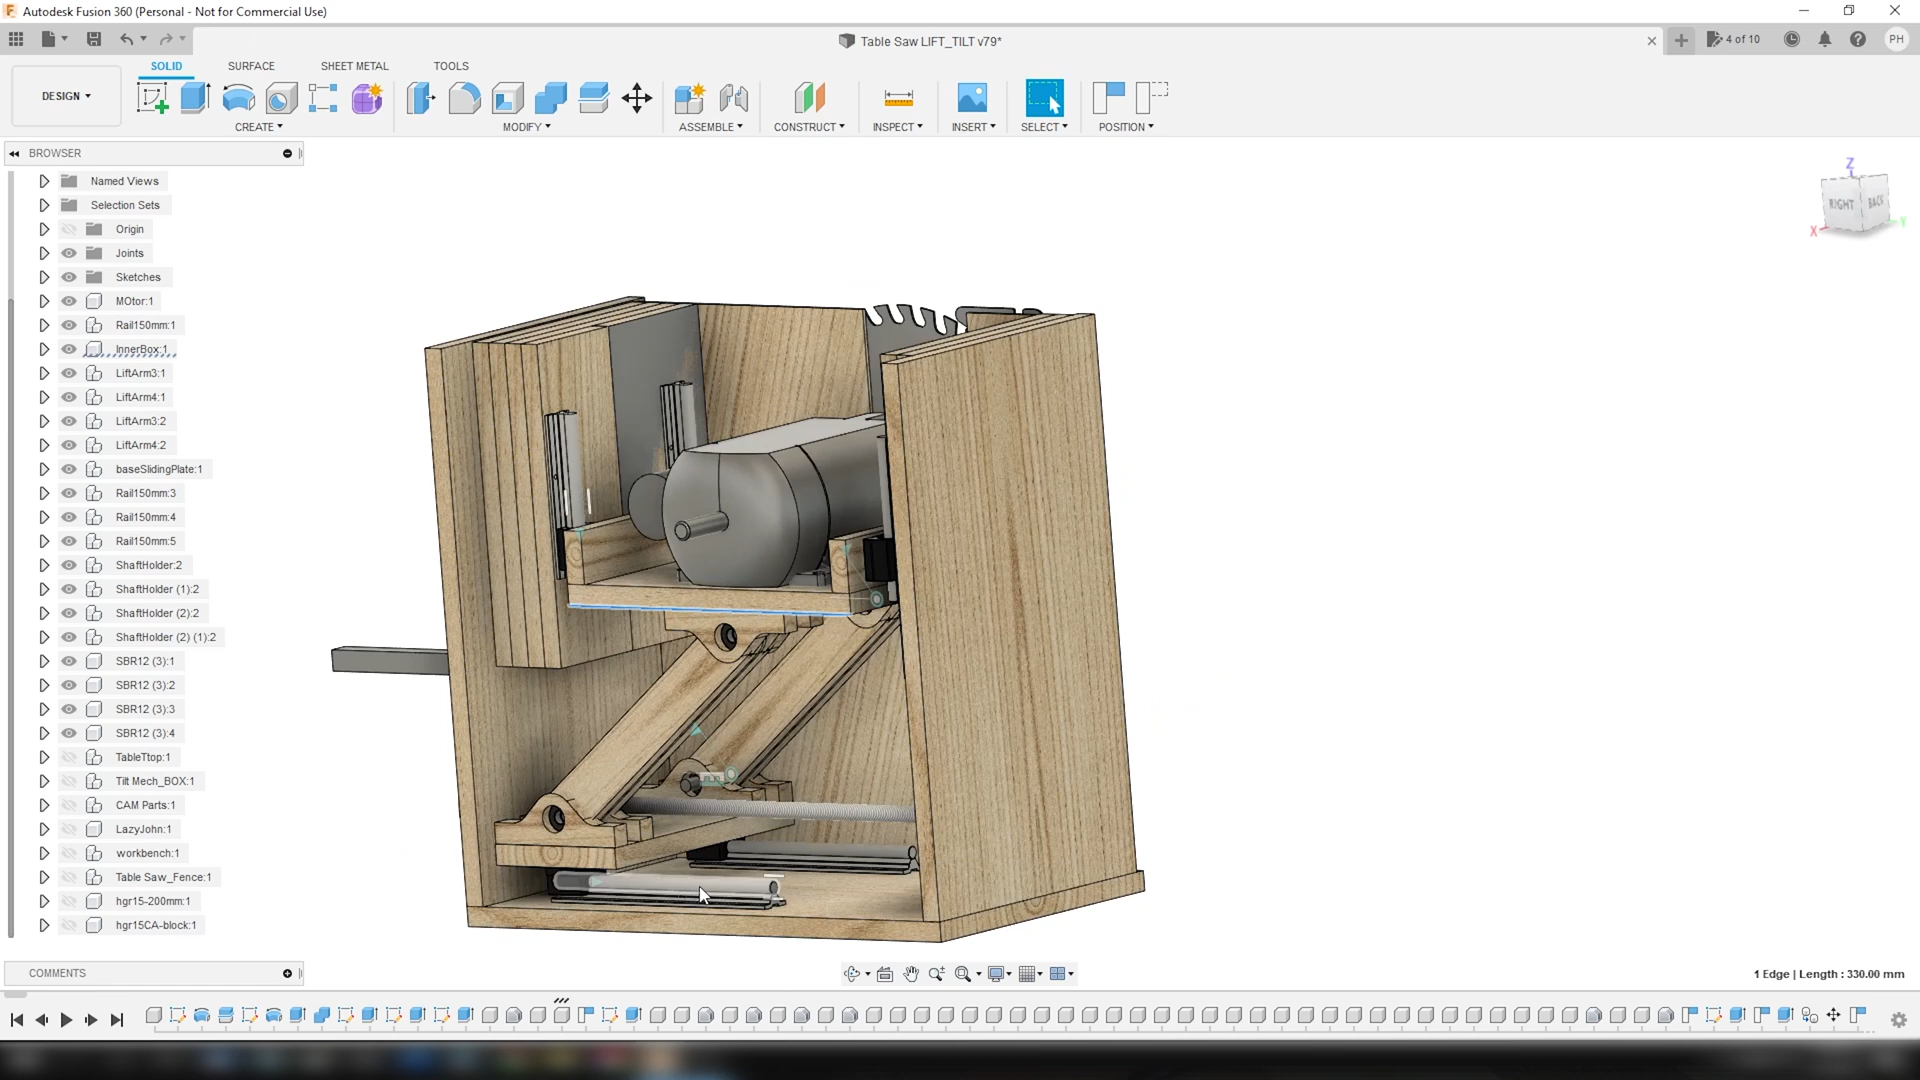 Autodesk Fusion 360 (Personal - Not for Commercial Use)
Table Saw LIFT_TILT v79*
4 of 10
PH
SOLID SURFACE SHEET METAL TOOLS
DESIGN
CREATE MODIFY ASSEMBLE CONSTRUCT INSPECT INSERT SELECT POSITION
BROWSER
Named Views
Selection Sets
Origin
Joints
Sketches
MOtor:1
Rail150mm:1
InnerBox:1
LiftArm3:1
LiftArm4:1
LiftArm3:2
LiftArm4:2
baseSlidingPlate:1
Rail150mm:3
Rail150mm:4
Rail150mm:5
ShaftHolder:2
ShaftHolder (1):2
ShaftHolder (2):2
ShaftHolder (2) (1):2
SBR12 (3):1
SBR12 (3):2
SBR12 (3):3
SBR12 (3):4
TableTtop:1
Tilt Mech_BOX:1
CAM Parts:1
LazyJohn:1
workbench:1
Table Saw_Fence:1
hgr15-200mm:1
hgr15CA-block:1
Z
RIGHT BACK
X Y
COMMENTS
1 Edge | Length : 330.00 mm